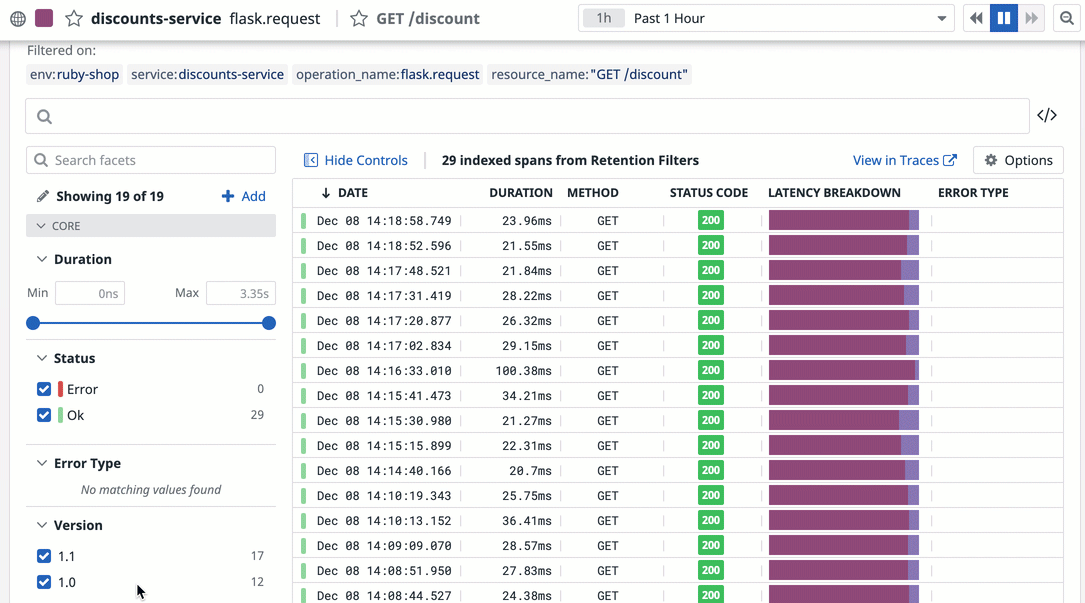 discounts-service flask.request GET /discount 1h Past 1 Hour
Filtered on:
env:ruby-shop service:discounts-service operation_name:flask.request resource_name:"GET /discount"
</>
Search facets
Hide Controls 29 indexed spans from Retention Filters View in Traces Options
Showing 19 of 19 + Add
CORE
Duration
Min 0ns Max 3.35s
Status
Error 0
Ok 29
Error Type
No matching values found
Version
1.1 17
1.0 12
↓ DATE DURATION METHOD STATUS CODE LATENCY BREAKDOWN ERROR TYPE
Dec 08 14:18:58.749 23.96ms GET 200
Dec 08 14:18:52.596 21.55ms GET 200
Dec 08 14:17:48.521 21.84ms GET 200
Dec 08 14:17:31.419 28.22ms GET 200
Dec 08 14:17:20.877 26.32ms GET 200
Dec 08 14:17:02.834 29.15ms GET 200
Dec 08 14:16:33.010 100.38ms GET 200
Dec 08 14:15:41.473 34.21ms GET 200
Dec 08 14:15:30.980 21.27ms GET 200
Dec 08 14:15:15.899 22.31ms GET 200
Dec 08 14:14:40.166 20.7ms GET 200
Dec 08 14:10:19.343 25.75ms GET 200
Dec 08 14:10:13.152 36.41ms GET 200
Dec 08 14:09:09.070 28.57ms GET 200
Dec 08 14:08:51.950 27.83ms GET 200
Dec 08 14:08:44.527 24.38ms GET 200